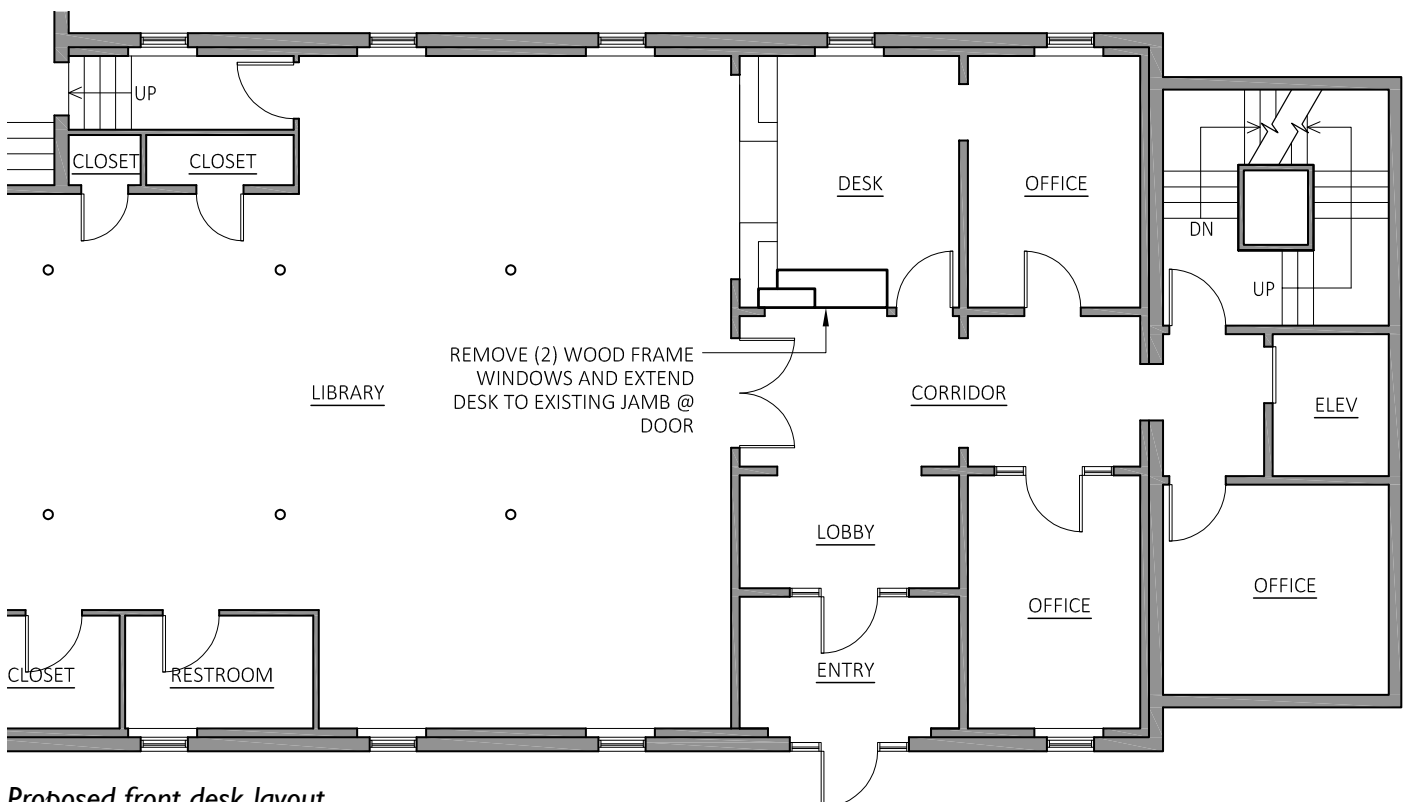 UP
CLOSET
CLOSET
DESK
OFFICE
DN
UP
REMOVE (2) WOOD FRAME
WINDOWS AND EXTEND
DESK TO EXISTING JAMB @
DOOR
LIBRARY
CORRIDOR
ELEV
LOBBY
OFFICE
OFFICE
ENTRY
CLOSET
RESTROOM
Proposed front desk layout